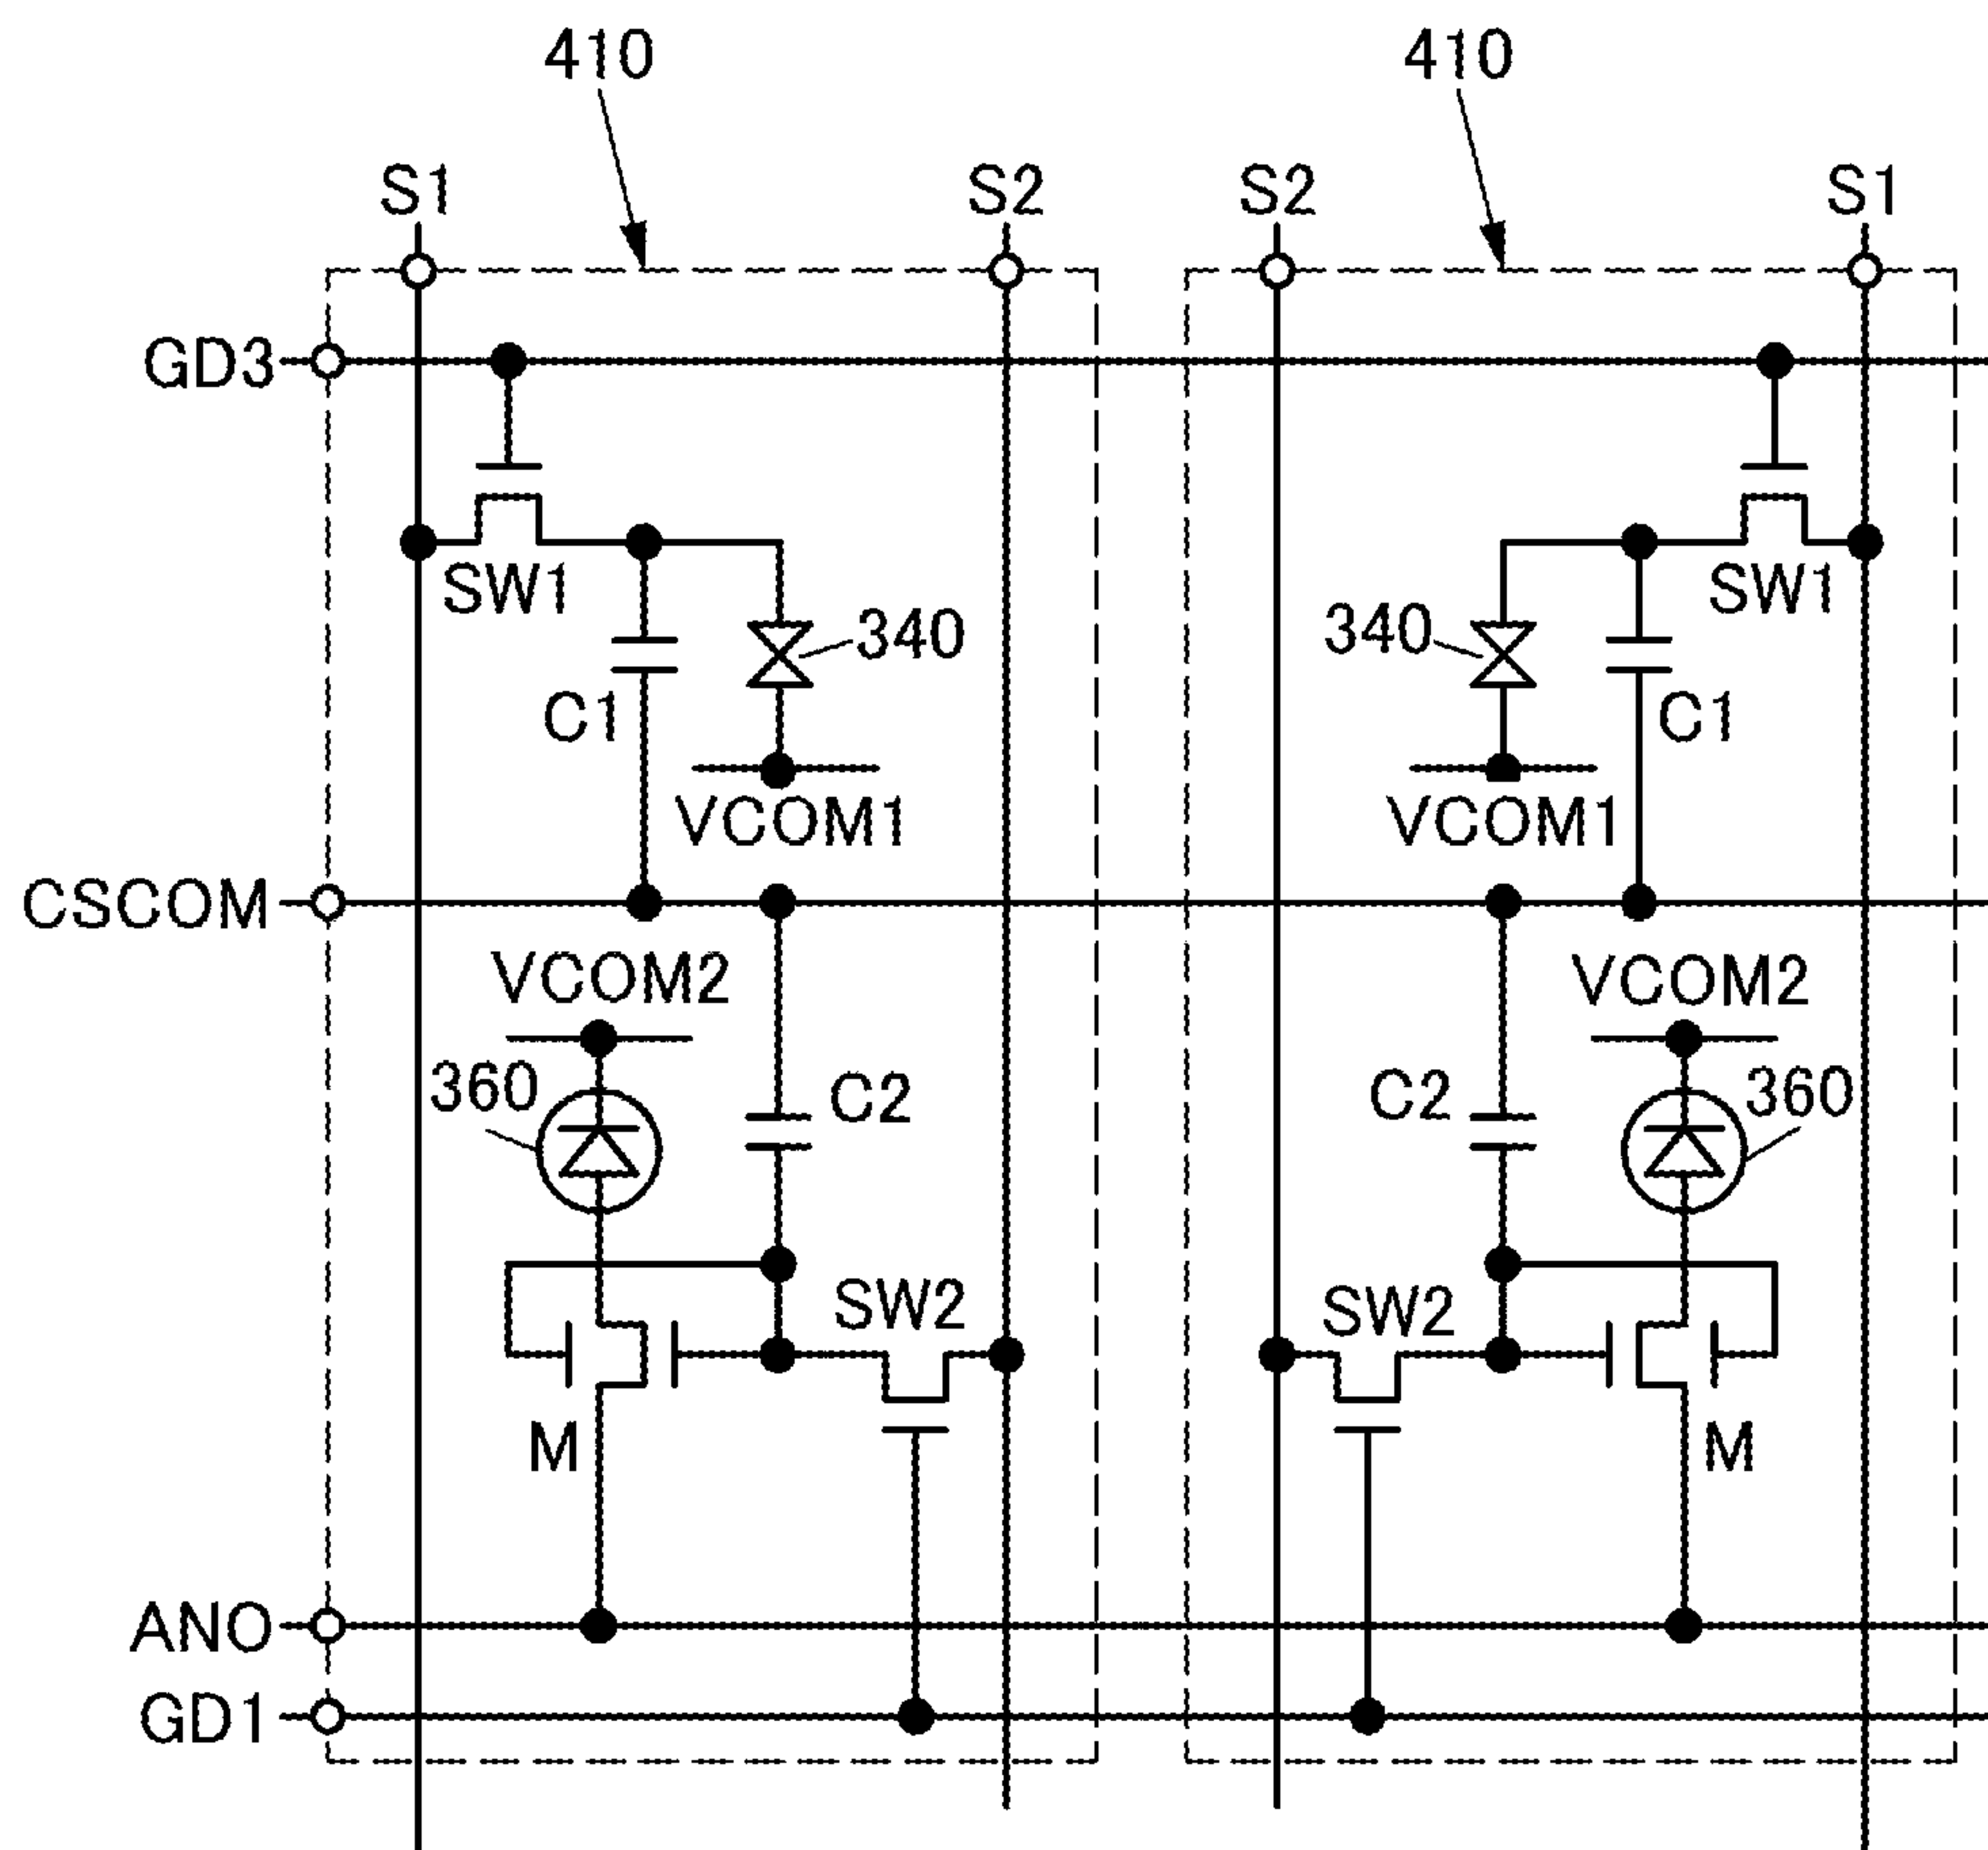 410 410
S1 S2 S2 S1
GD3
SW1 SW1
340 340
C1 C1
VCOM1 VCOM1
CSCOM
VCOM2 VCOM2
360 C2 C2 360
SW2 SW2
M M
ANO
GD1